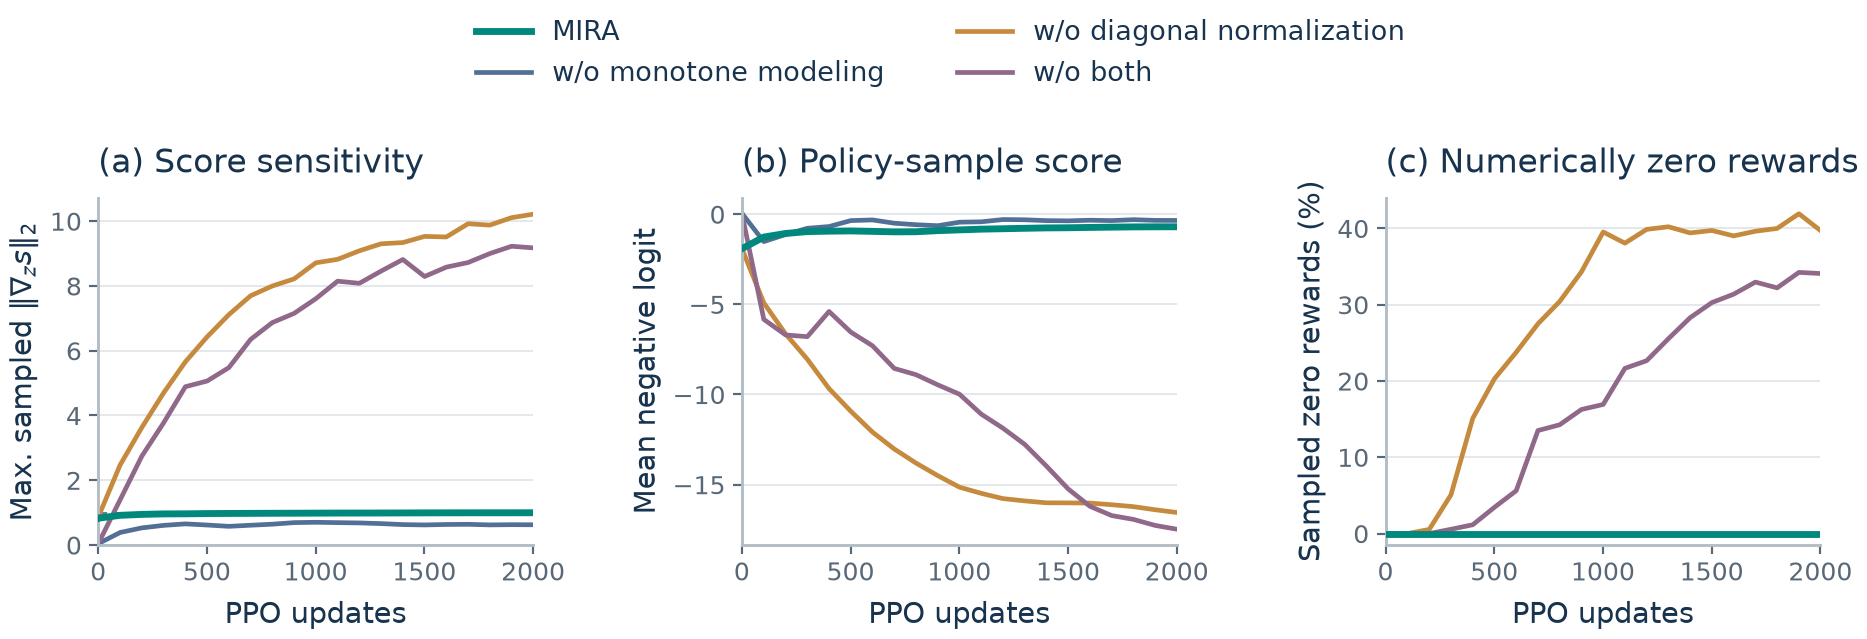 MIRA
w/o monotone modeling
w/o diagonal normalization
w/o both
(a) Score sensitivity
Max. sampled ‖∇_z s‖₂
10
8
6
4
2
0
0 500 1000 1500 2000
PPO updates
(b) Policy-sample score
Mean negative logit
0
−5
−10
−15
0 500 1000 1500 2000
PPO updates
(c) Numerically zero rewards
Sampled zero rewards (%)
40
30
20
10
0
0 500 1000 1500 2000
PPO updates